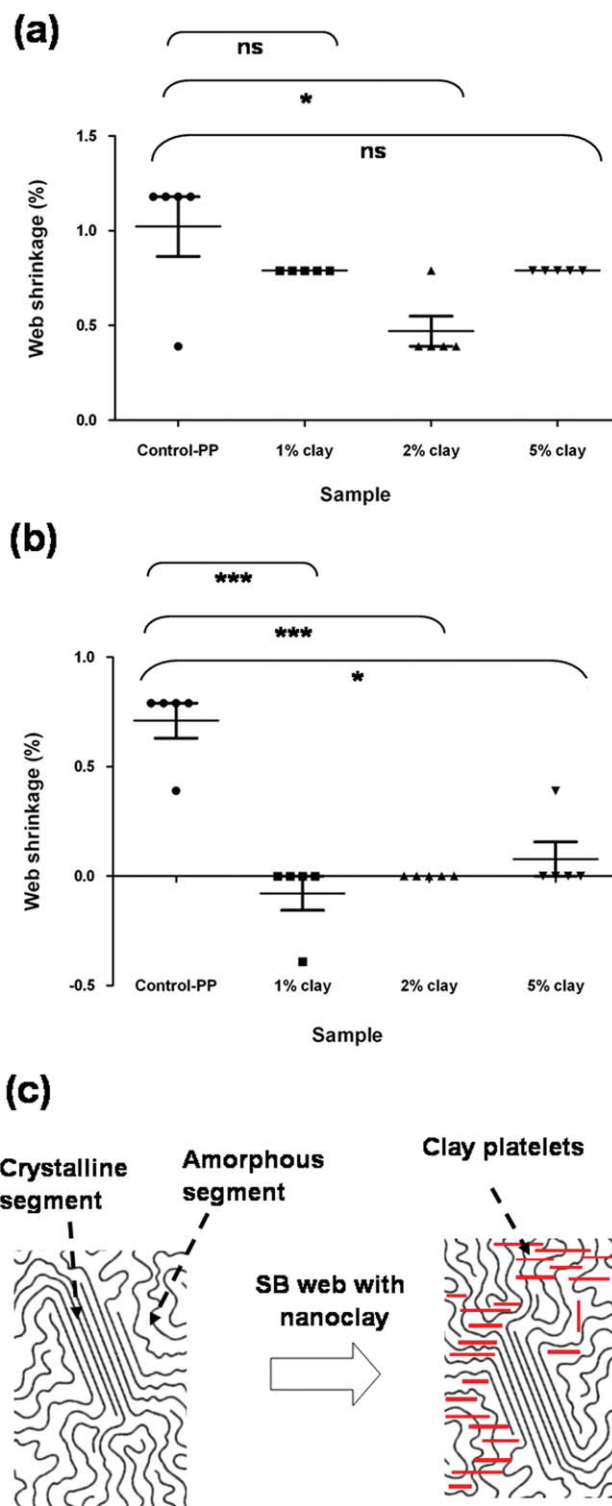 (a)
ns
*
ns
1.5
1.0
0.5
0.0
Web shrinkage (%)
Control-PP 1% clay 2% clay 5% clay
Sample
(b)
***
***
*
1.0
0.5
0.0
-0.5
Web shrinkage (%)
Control-PP 1% clay 2% clay 5% clay
Sample
(c)
Crystalline
segment
Amorphous
segment
Clay platelets
SB web with
nanoclay